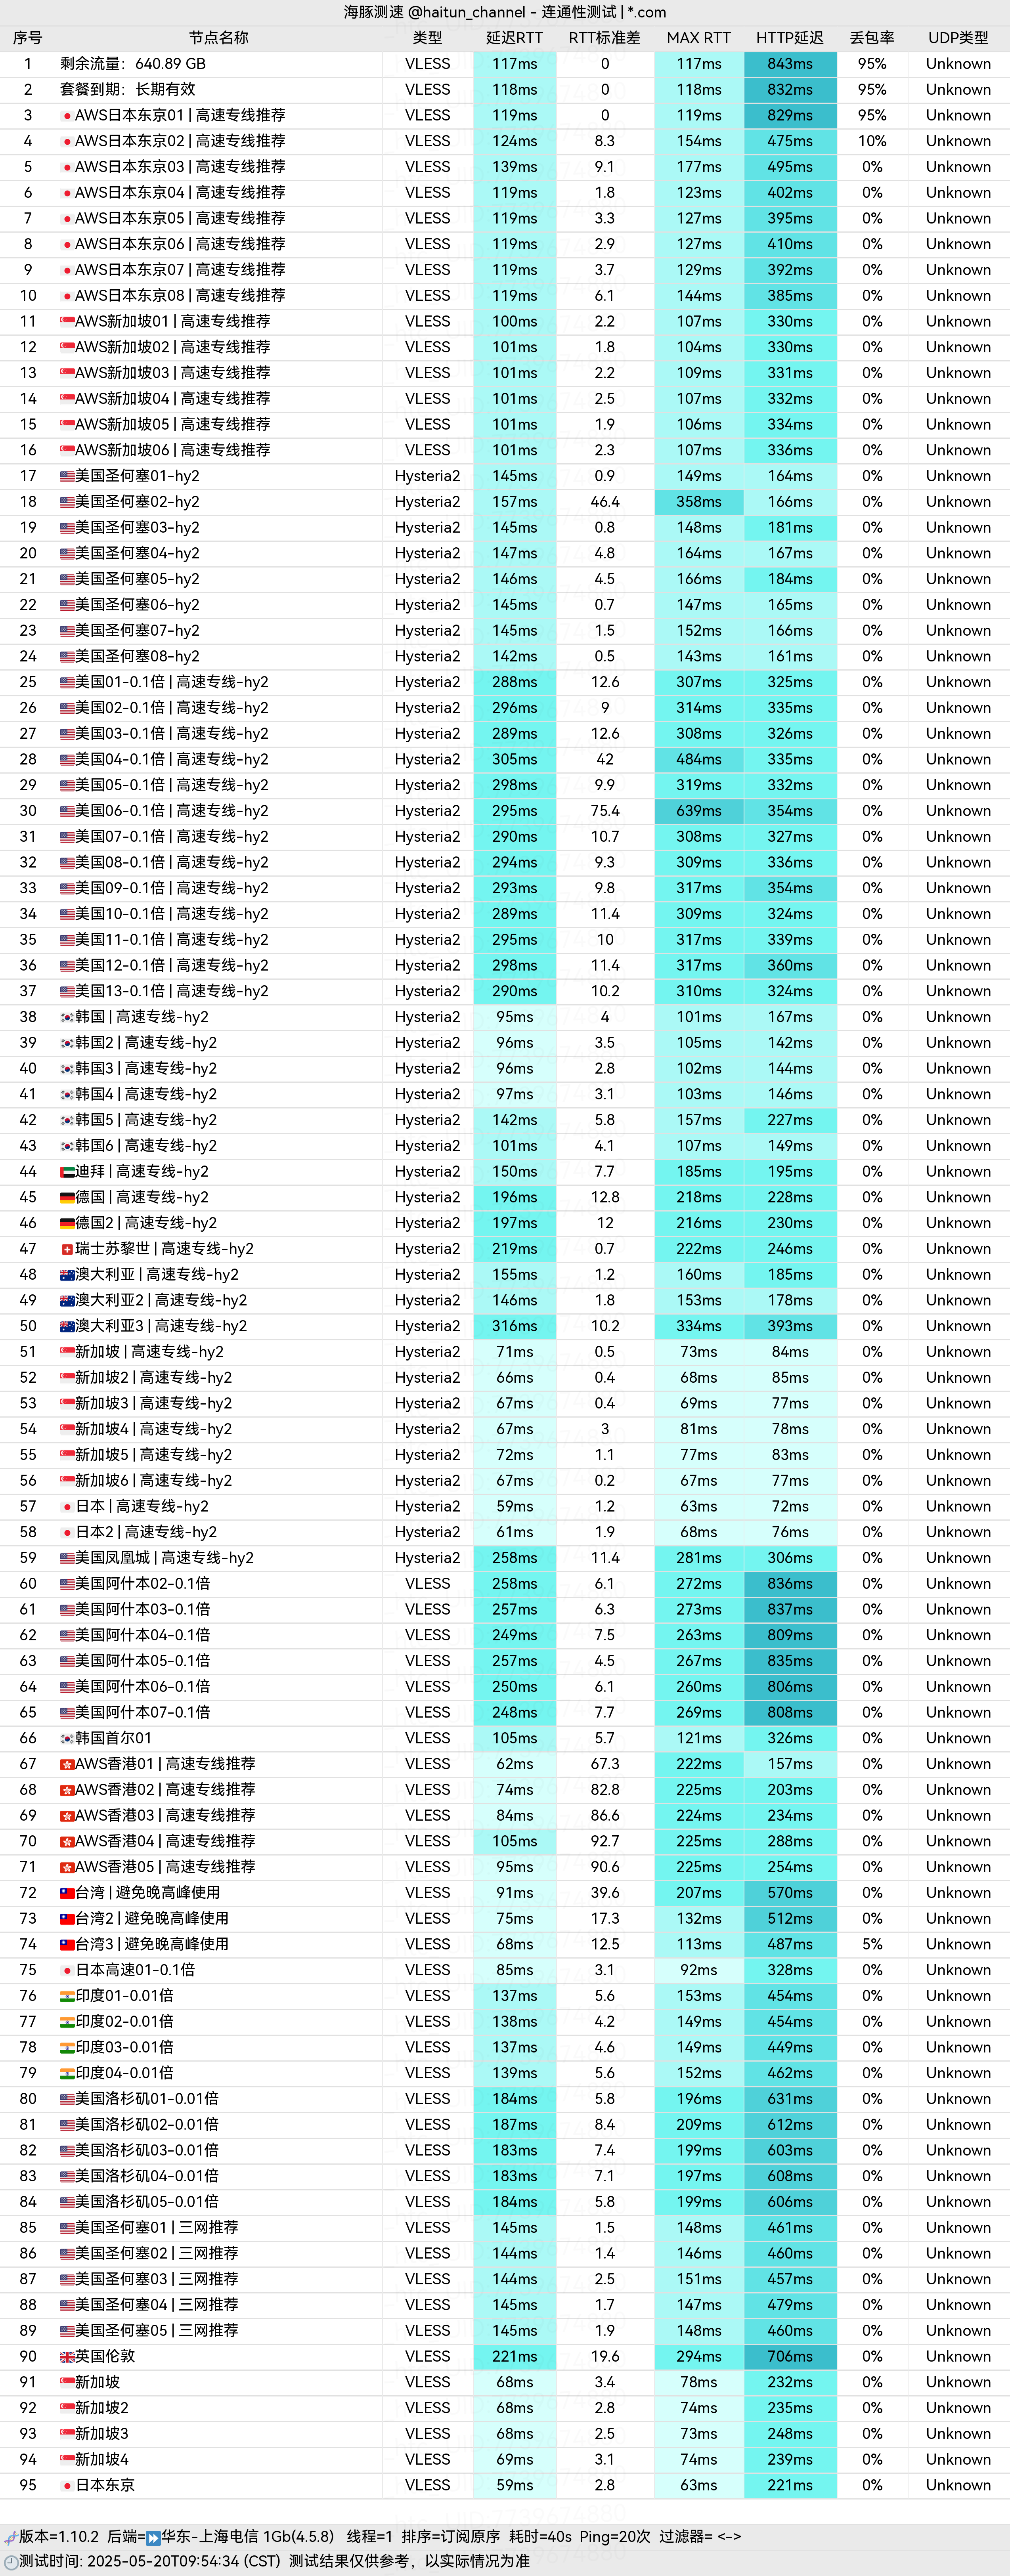 海豚测速 @haitun_channel - 连通性测试 | *.com
序号 节点名称 类型 延迟RTT RTT标准差 MAX RTT HTTP延迟 丢包率 UDP类型
1 剩余流量：640.89 GB VLESS 117ms 0 117ms 843ms 95% Unknown
2 套餐到期：长期有效 VLESS 118ms 0 118ms 832ms 95% Unknown
3 🇯🇵AWS日本东京01 | 高速专线推荐 VLESS 119ms 0 119ms 829ms 95% Unknown
4 🇯🇵AWS日本东京02 | 高速专线推荐 VLESS 124ms 8.3 154ms 475ms 10% Unknown
5 🇯🇵AWS日本东京03 | 高速专线推荐 VLESS 139ms 9.1 177ms 495ms 0% Unknown
6 🇯🇵AWS日本东京04 | 高速专线推荐 VLESS 119ms 1.8 123ms 402ms 0% Unknown
7 🇯🇵AWS日本东京05 | 高速专线推荐 VLESS 119ms 3.3 127ms 395ms 0% Unknown
8 🇯🇵AWS日本东京06 | 高速专线推荐 VLESS 119ms 2.9 127ms 410ms 0% Unknown
9 🇯🇵AWS日本东京07 | 高速专线推荐 VLESS 119ms 3.7 129ms 392ms 0% Unknown
10 🇯🇵AWS日本东京08 | 高速专线推荐 VLESS 119ms 6.1 144ms 385ms 0% Unknown
11 🇸🇬AWS新加坡01 | 高速专线推荐 VLESS 100ms 2.2 107ms 330ms 0% Unknown
12 🇸🇬AWS新加坡02 | 高速专线推荐 VLESS 101ms 1.8 104ms 330ms 0% Unknown
13 🇸🇬AWS新加坡03 | 高速专线推荐 VLESS 101ms 2.2 109ms 331ms 0% Unknown
14 🇸🇬AWS新加坡04 | 高速专线推荐 VLESS 101ms 2.5 107ms 332ms 0% Unknown
15 🇸🇬AWS新加坡05 | 高速专线推荐 VLESS 101ms 1.9 106ms 334ms 0% Unknown
16 🇸🇬AWS新加坡06 | 高速专线推荐 VLESS 101ms 2.3 107ms 336ms 0% Unknown
17 🇺🇸美国圣何塞01-hy2 Hysteria2 145ms 0.9 149ms 164ms 0% Unknown
18 🇺🇸美国圣何塞02-hy2 Hysteria2 157ms 46.4 358ms 166ms 0% Unknown
19 🇺🇸美国圣何塞03-hy2 Hysteria2 145ms 0.8 148ms 181ms 0% Unknown
20 🇺🇸美国圣何塞04-hy2 Hysteria2 147ms 4.8 164ms 167ms 0% Unknown
21 🇺🇸美国圣何塞05-hy2 Hysteria2 146ms 4.5 166ms 184ms 0% Unknown
22 🇺🇸美国圣何塞06-hy2 Hysteria2 145ms 0.7 147ms 165ms 0% Unknown
23 🇺🇸美国圣何塞07-hy2 Hysteria2 145ms 1.5 152ms 166ms 0% Unknown
24 🇺🇸美国圣何塞08-hy2 Hysteria2 142ms 0.5 143ms 161ms 0% Unknown
25 🇺🇸美国01-0.1倍 | 高速专线-hy2 Hysteria2 288ms 12.6 307ms 325ms 0% Unknown
26 🇺🇸美国02-0.1倍 | 高速专线-hy2 Hysteria2 296ms 9 314ms 335ms 0% Unknown
27 🇺🇸美国03-0.1倍 | 高速专线-hy2 Hysteria2 289ms 12.6 308ms 326ms 0% Unknown
28 🇺🇸美国04-0.1倍 | 高速专线-hy2 Hysteria2 305ms 42 484ms 335ms 0% Unknown
29 🇺🇸美国05-0.1倍 | 高速专线-hy2 Hysteria2 298ms 9.9 319ms 332ms 0% Unknown
30 🇺🇸美国06-0.1倍 | 高速专线-hy2 Hysteria2 295ms 75.4 639ms 354ms 0% Unknown
31 🇺🇸美国07-0.1倍 | 高速专线-hy2 Hysteria2 290ms 10.7 308ms 327ms 0% Unknown
32 🇺🇸美国08-0.1倍 | 高速专线-hy2 Hysteria2 294ms 9.3 309ms 336ms 0% Unknown
33 🇺🇸美国09-0.1倍 | 高速专线-hy2 Hysteria2 293ms 9.8 317ms 354ms 0% Unknown
34 🇺🇸美国10-0.1倍 | 高速专线-hy2 Hysteria2 289ms 11.4 309ms 324ms 0% Unknown
35 🇺🇸美国11-0.1倍 | 高速专线-hy2 Hysteria2 295ms 10 317ms 339ms 0% Unknown
36 🇺🇸美国12-0.1倍 | 高速专线-hy2 Hysteria2 298ms 11.4 317ms 360ms 0% Unknown
37 🇺🇸美国13-0.1倍 | 高速专线-hy2 Hysteria2 290ms 10.2 310ms 324ms 0% Unknown
38 🇰🇷韩国 | 高速专线-hy2 Hysteria2 95ms 4 101ms 167ms 0% Unknown
39 🇰🇷韩国2 | 高速专线-hy2 Hysteria2 96ms 3.5 105ms 142ms 0% Unknown
40 🇰🇷韩国3 | 高速专线-hy2 Hysteria2 96ms 2.8 102ms 144ms 0% Unknown
41 🇰🇷韩国4 | 高速专线-hy2 Hysteria2 97ms 3.1 103ms 146ms 0% Unknown
42 🇰🇷韩国5 | 高速专线-hy2 Hysteria2 142ms 5.8 157ms 227ms 0% Unknown
43 🇰🇷韩国6 | 高速专线-hy2 Hysteria2 101ms 4.1 107ms 149ms 0% Unknown
44 🇦🇪迪拜 | 高速专线-hy2 Hysteria2 150ms 7.7 185ms 195ms 0% Unknown
45 🇩🇪德国 | 高速专线-hy2 Hysteria2 196ms 12.8 218ms 228ms 0% Unknown
46 🇩🇪德国2 | 高速专线-hy2 Hysteria2 197ms 12 216ms 230ms 0% Unknown
47 🇨🇭瑞士苏黎世 | 高速专线-hy2 Hysteria2 219ms 0.7 222ms 246ms 0% Unknown
48 🇦🇺澳大利亚 | 高速专线-hy2 Hysteria2 155ms 1.2 160ms 185ms 0% Unknown
49 🇦🇺澳大利亚2 | 高速专线-hy2 Hysteria2 146ms 1.8 153ms 178ms 0% Unknown
50 🇦🇺澳大利亚3 | 高速专线-hy2 Hysteria2 316ms 10.2 334ms 393ms 0% Unknown
51 🇸🇬新加坡 | 高速专线-hy2 Hysteria2 71ms 0.5 73ms 84ms 0% Unknown
52 🇸🇬新加坡2 | 高速专线-hy2 Hysteria2 66ms 0.4 68ms 85ms 0% Unknown
53 🇸🇬新加坡3 | 高速专线-hy2 Hysteria2 67ms 0.4 69ms 77ms 0% Unknown
54 🇸🇬新加坡4 | 高速专线-hy2 Hysteria2 67ms 3 81ms 78ms 0% Unknown
55 🇸🇬新加坡5 | 高速专线-hy2 Hysteria2 72ms 1.1 77ms 83ms 0% Unknown
56 🇸🇬新加坡6 | 高速专线-hy2 Hysteria2 67ms 0.2 67ms 77ms 0% Unknown
57 🇯🇵日本 | 高速专线-hy2 Hysteria2 59ms 1.2 63ms 72ms 0% Unknown
58 🇯🇵日本2 | 高速专线-hy2 Hysteria2 61ms 1.9 68ms 76ms 0% Unknown
59 🇺🇸美国凤凰城 | 高速专线-hy2 Hysteria2 258ms 11.4 281ms 306ms 0% Unknown
60 🇺🇸美国阿什本02-0.1倍 VLESS 258ms 6.1 272ms 836ms 0% Unknown
61 🇺🇸美国阿什本03-0.1倍 VLESS 257ms 6.3 273ms 837ms 0% Unknown
62 🇺🇸美国阿什本04-0.1倍 VLESS 249ms 7.5 263ms 809ms 0% Unknown
63 🇺🇸美国阿什本05-0.1倍 VLESS 257ms 4.5 267ms 835ms 0% Unknown
64 🇺🇸美国阿什本06-0.1倍 VLESS 250ms 6.1 260ms 806ms 0% Unknown
65 🇺🇸美国阿什本07-0.1倍 VLESS 248ms 7.7 269ms 808ms 0% Unknown
66 🇰🇷韩国首尔01 VLESS 105ms 5.7 121ms 326ms 0% Unknown
67 🇭🇰AWS香港01 | 高速专线推荐 VLESS 62ms 67.3 222ms 157ms 0% Unknown
68 🇭🇰AWS香港02 | 高速专线推荐 VLESS 74ms 82.8 225ms 203ms 0% Unknown
69 🇭🇰AWS香港03 | 高速专线推荐 VLESS 84ms 86.6 224ms 234ms 0% Unknown
70 🇭🇰AWS香港04 | 高速专线推荐 VLESS 105ms 92.7 225ms 288ms 0% Unknown
71 🇭🇰AWS香港05 | 高速专线推荐 VLESS 95ms 90.6 225ms 254ms 0% Unknown
72 🇹🇼台湾 | 避免晚高峰使用 VLESS 91ms 39.6 207ms 570ms 0% Unknown
73 🇹🇼台湾2 | 避免晚高峰使用 VLESS 75ms 17.3 132ms 512ms 0% Unknown
74 🇹🇼台湾3 | 避免晚高峰使用 VLESS 68ms 12.5 113ms 487ms 5% Unknown
75 🇯🇵日本高速01-0.1倍 VLESS 85ms 3.1 92ms 328ms 0% Unknown
76 🇮🇳印度01-0.01倍 VLESS 137ms 5.6 153ms 454ms 0% Unknown
77 🇮🇳印度02-0.01倍 VLESS 138ms 4.2 149ms 454ms 0% Unknown
78 🇮🇳印度03-0.01倍 VLESS 137ms 4.6 149ms 449ms 0% Unknown
79 🇮🇳印度04-0.01倍 VLESS 139ms 5.6 152ms 462ms 0% Unknown
80 🇺🇸美国洛杉矶01-0.01倍 VLESS 184ms 5.8 196ms 631ms 0% Unknown
81 🇺🇸美国洛杉矶02-0.01倍 VLESS 187ms 8.4 209ms 612ms 0% Unknown
82 🇺🇸美国洛杉矶03-0.01倍 VLESS 183ms 7.4 199ms 603ms 0% Unknown
83 🇺🇸美国洛杉矶04-0.01倍 VLESS 183ms 7.1 197ms 608ms 0% Unknown
84 🇺🇸美国洛杉矶05-0.01倍 VLESS 184ms 5.8 199ms 606ms 0% Unknown
85 🇺🇸美国圣何塞01 | 三网推荐 VLESS 145ms 1.5 148ms 461ms 0% Unknown
86 🇺🇸美国圣何塞02 | 三网推荐 VLESS 144ms 1.4 146ms 460ms 0% Unknown
87 🇺🇸美国圣何塞03 | 三网推荐 VLESS 144ms 2.5 151ms 457ms 0% Unknown
88 🇺🇸美国圣何塞04 | 三网推荐 VLESS 145ms 1.7 147ms 479ms 0% Unknown
89 🇺🇸美国圣何塞05 | 三网推荐 VLESS 145ms 1.9 148ms 460ms 0% Unknown
90 🇬🇧英国伦敦 VLESS 221ms 19.6 294ms 706ms 0% Unknown
91 🇸🇬新加坡 VLESS 68ms 3.4 78ms 232ms 0% Unknown
92 🇸🇬新加坡2 VLESS 68ms 2.8 74ms 235ms 0% Unknown
93 🇸🇬新加坡3 VLESS 68ms 2.5 73ms 248ms 0% Unknown
94 🇸🇬新加坡4 VLESS 69ms 3.1 74ms 239ms 0% Unknown
95 🇯🇵日本东京 VLESS 59ms 2.8 63ms 221ms 0% Unknown
版本=1.10.2 后端=⏩华东-上海电信 1Gb(4.5.8) 线程=1 排序=订阅原序 耗时=40s Ping=20次 过滤器= <->
测试时间: 2025-05-20T09:54:34 (CST) 测试结果仅供参考，以实际情况为准